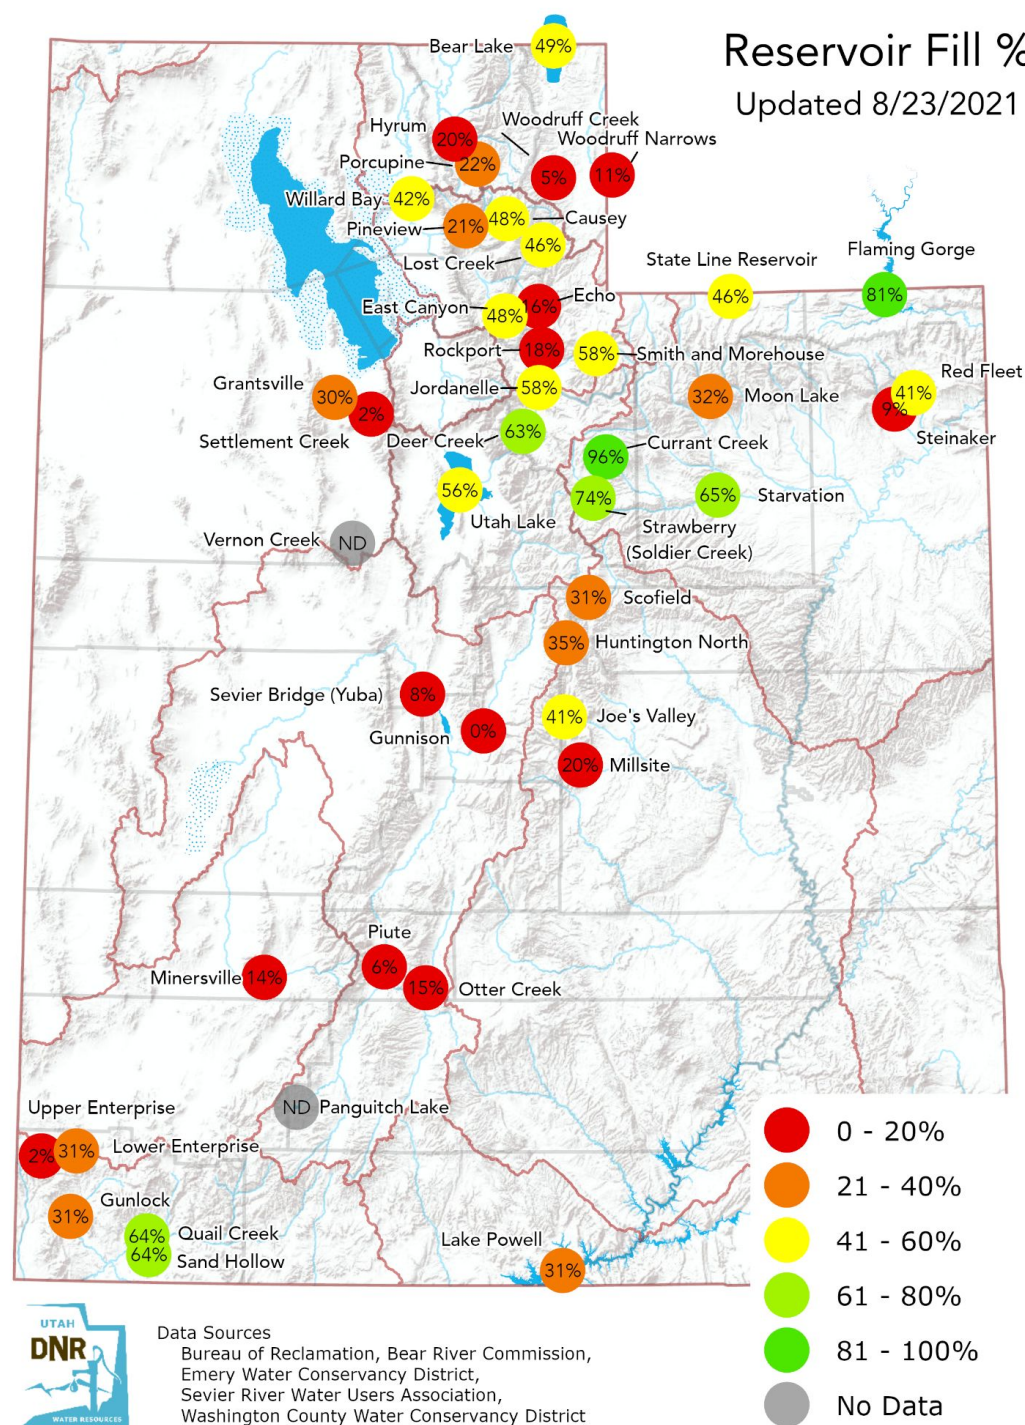 Reservoir Fill %
Updated 8/23/2021
Bear Lake
49%
Hyrum
20%
Woodruff Creek
5%
Woodruff Narrows
11%
Porcupine
22%
Willard Bay
42%
Pineview
21%
48%
Causey
Lost Creek
46%
State Line Reservoir
46%
Flaming Gorge
81%
East Canyon
48%
16%
Echo
Rockport
18%
58%
Smith and Morehouse
Grantsville
30%
Jordanelle
58%
32%
Moon Lake
Red Fleet
41%
9%
Steinaker
2%
Settlement Creek
Deer Creek
63%
Currant Creek
96%
56%
Utah Lake
74%
Strawberry
(Soldier Creek)
65%
Starvation
Vernon Creek
ND
31%
Scofield
35%
Huntington North
Sevier Bridge (Yuba)
8%
Gunnison
0%
41%
Joe's Valley
20%
Millsite
Piute
6%
Minersville
14%
15%
Otter Creek
ND
Panguitch Lake
Upper Enterprise
2%
31%
Lower Enterprise
Gunlock
31%
64%
Quail Creek
64%
Sand Hollow
Lake Powell
31%
0 - 20%
21 - 40%
41 - 60%
61 - 80%
81 - 100%
No Data
UTAH
DNR
WATER RESOURCES
Data Sources
Bureau of Reclamation, Bear River Commission,
Emery Water Conservancy District,
Sevier River Water Users Association,
Washington County Water Conservancy District